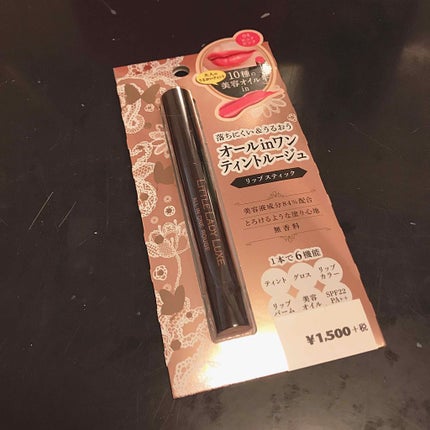 10種の
美容オイル
in
落ちにくい&うるおう
オールinワン
ティントルージュ
リップスティック
美容液成分84%配合
とろけるような塗り心地
無香料
1本で6機能
ティント
グロス
リップ
カラー
リップ
バーム
美容
オイル
SPF22
PA++
¥1,500+税
LITTLE LADY LUXE